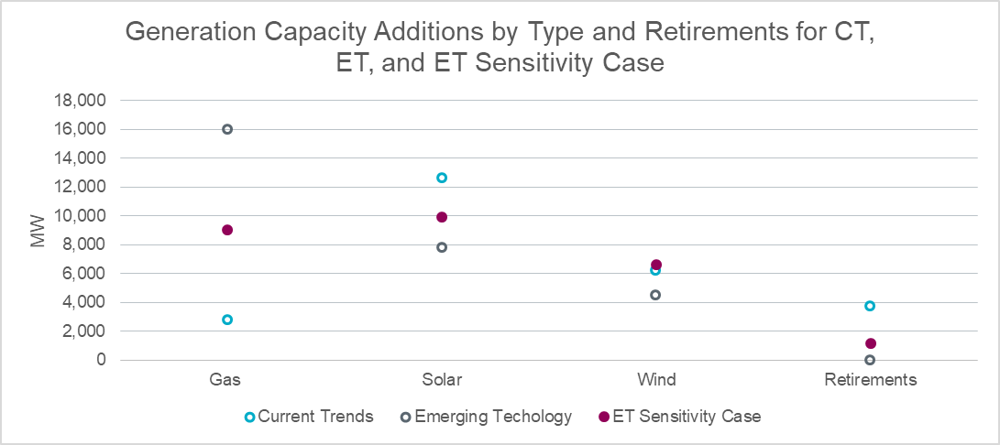 Generation Capacity Additions by Type and Retirements for CT,
ET, and ET Sensitivity Case
18,000
16,000
14,000
12,000
10,000
8,000
6,000
4,000
2,000
0
MW
Gas Solar Wind Retirements
Current Trends Emerging Techology ET Sensitivity Case